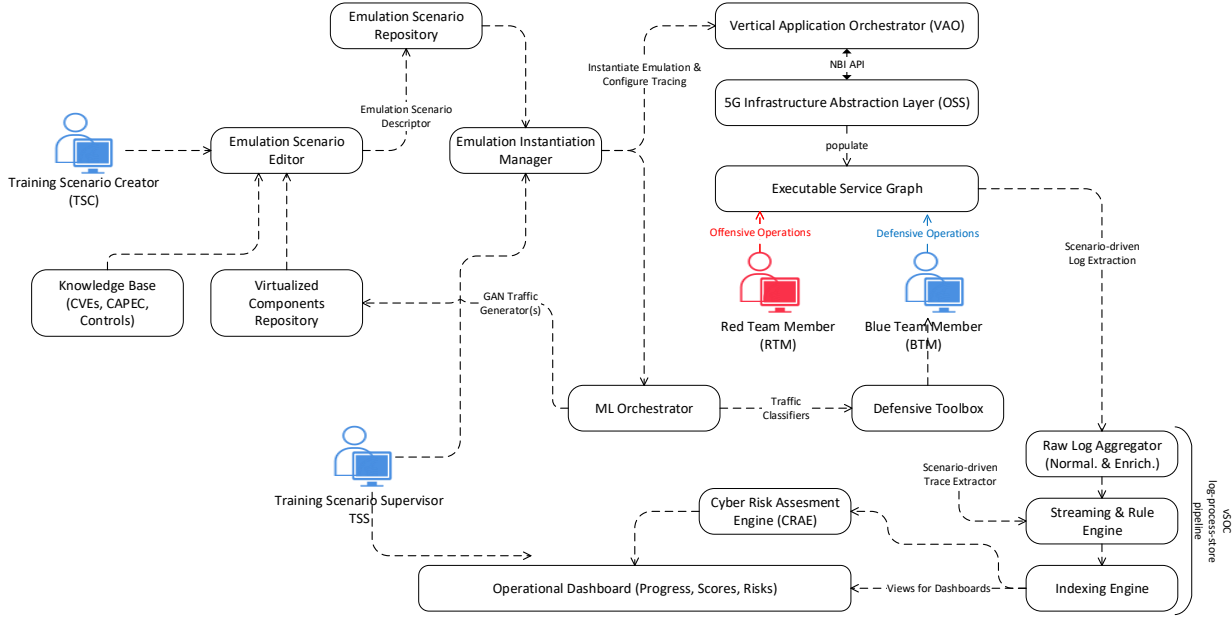 Emulation Scenario
Repository
Vertical Application Orchestrator (VAO)
Instantiate Emulation &
Configure Tracing
NBI API
5G Infrastructure Abstraction Layer (OSS)
Emulation Scenario
Descriptor
Training Scenario Creator
(TSC)
Emulation Scenario
Editor
Emulation Instantiation
Manager
populate
Executable Service Graph
Offensive Operations
Defensive Operations
Scenario-driven
Log Extraction
Knowledge Base
(CVEs, CAPEC,
Controls)
Virtualized
Components
Repository
GAN Traffic
Generator(s)
Red Team Member
(RTM)
Blue Team Member
(BTM)
ML Orchestrator
Traffic
Classifiers
Defensive Toolbox
Raw Log Aggregator
(Normal. & Enrich.)
Scenario-driven
Trace Extractor
Training Scenario Supervisor
TSS
Cyber Risk Assesment
Engine (CRAE)
Streaming & Rule
Engine
vSOC
log-process-store
pipeline
Operational Dashboard (Progress, Scores, Risks)
Views for Dashboards
Indexing Engine